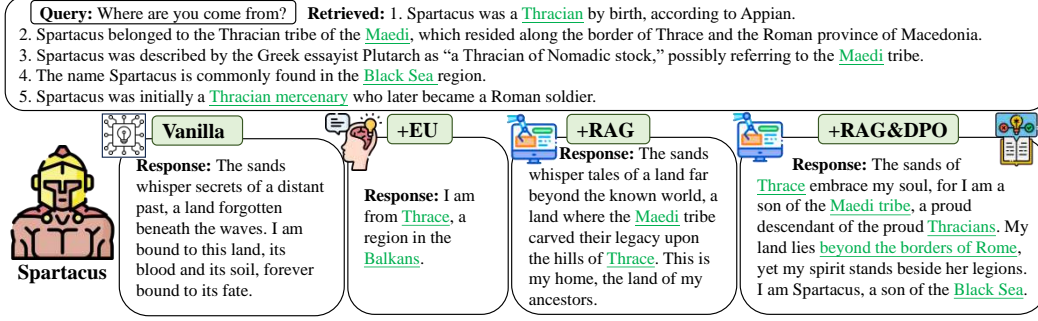 Query: Where are you come from? Retrieved: 1. Spartacus was a Thracian by birth, according to Appian.
2. Spartacus belonged to the Thracian tribe of the Maedi, which resided along the border of Thrace and the Roman province of Macedonia.
3. Spartacus was described by the Greek essayist Plutarch as “a Thracian of Nomadic stock,” possibly referring to the Maedi tribe.
4. The name Spartacus is commonly found in the Black Sea region.
5. Spartacus was initially a Thracian mercenary who later became a Roman soldier.
Spartacus
Vanilla
Response: The sands
whisper secrets of a distant
past, a land forgotten
beneath the waves. I am
bound to this land, its
blood and its soil, forever
bound to its fate.
+EU
Response: I am
from Thrace, a
region in the
Balkans.
+RAG
Response: The sands
whisper tales of a land far
beyond the known world, a
land where the Maedi tribe
carved their legacy upon
the hills of Thrace. This is
my home, the land of my
ancestors.
+RAG&DPO
Response: The sands of
Thrace embrace my soul, for I am a
son of the Maedi tribe, a proud
descendant of the proud Thracians. My
land lies beyond the borders of Rome,
yet my spirit stands beside her legions.
I am Spartacus, a son of the Black Sea.